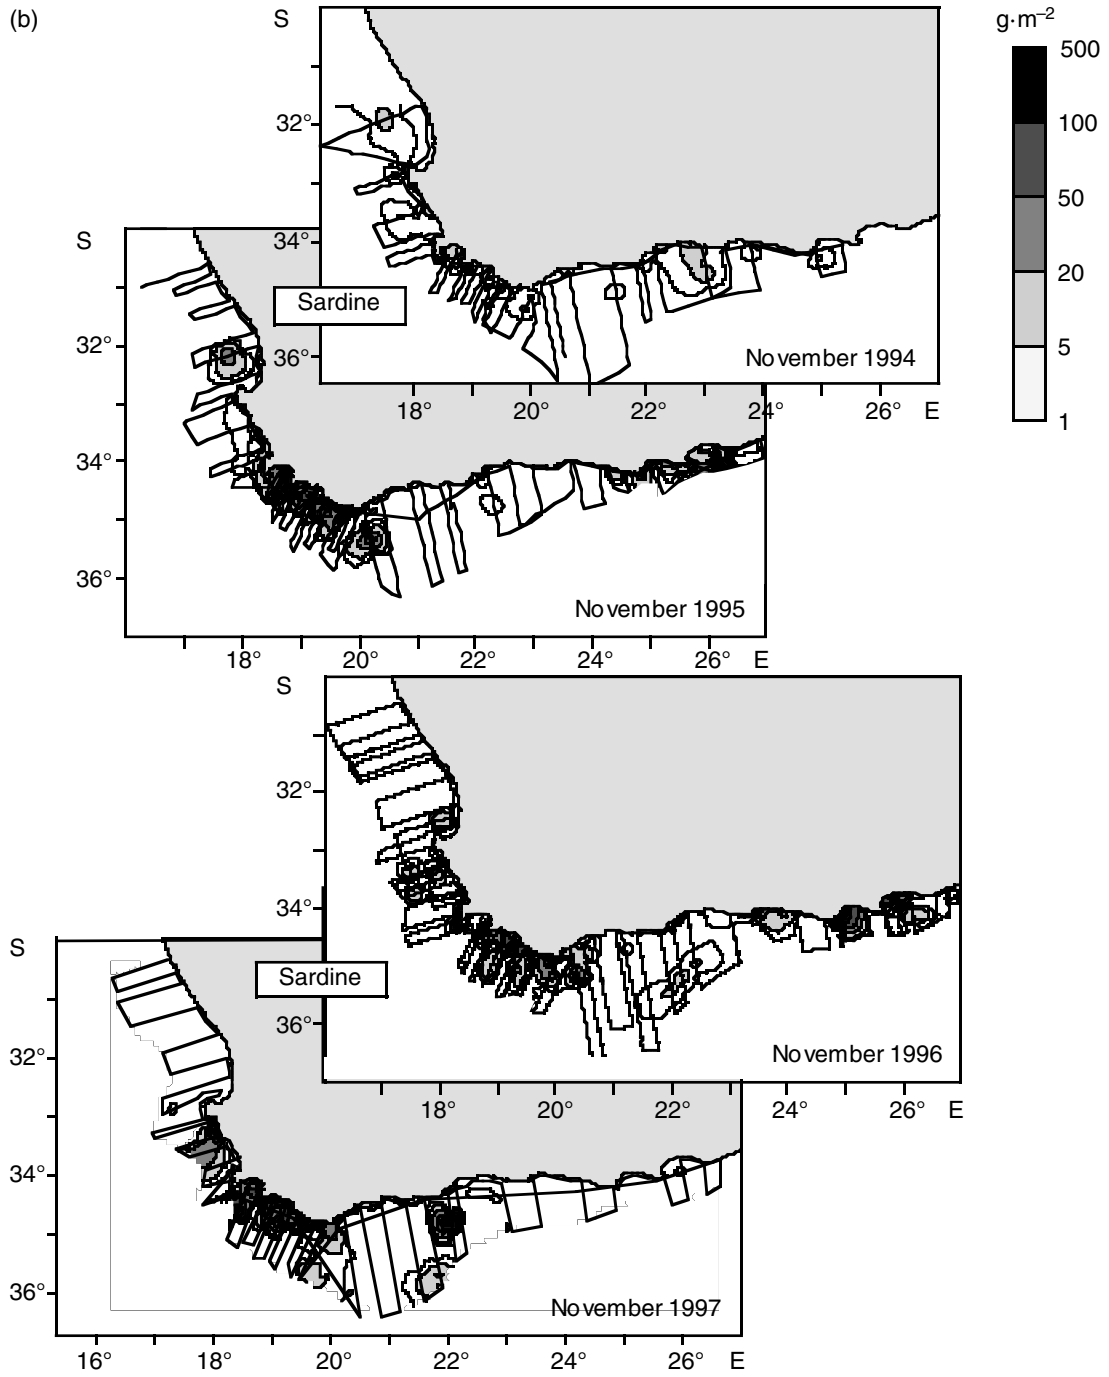 (b)
S
32°
34°
36°
November 1994
18° 20° 22° 24° 26° E
g·m⁻²
500
100
50
20
5
1
S
Sardine
32°
34°
36°
November 1995
18° 20° 22° 24° 26° E
S
32°
34°
36°
November 1996
18° 20° 22° 24° 26° E
S
Sardine
32°
34°
36°
November 1997
16° 18° 20° 22° 24° 26° E